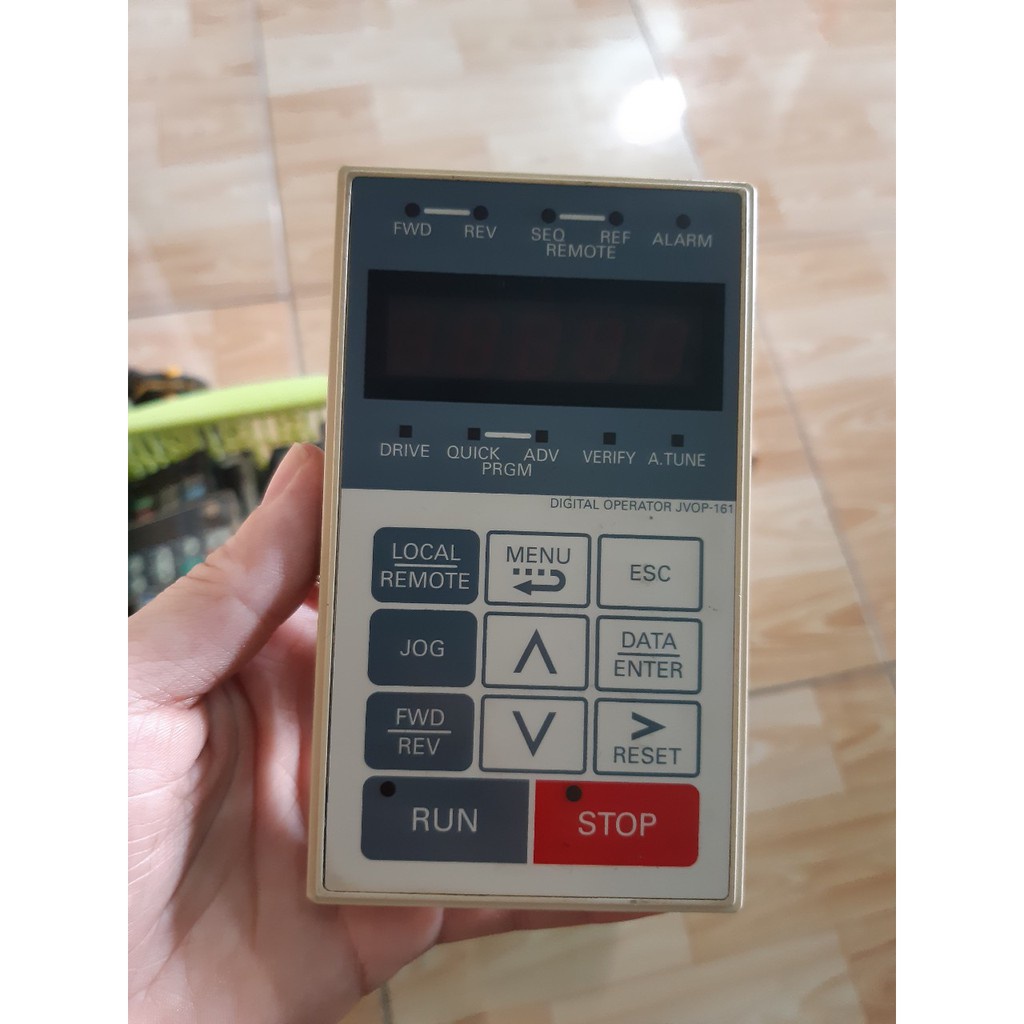 FWD REV SEQ REF ALARM
REMOTE
DRIVE QUICK ADV VERIFY A.TUNE
PRGM
DIGITAL OPERATOR JVOP-161
LOCAL
REMOTE
MENU
ESC
JOG
∧
DATA
ENTER
FWD
REV
∨
>
RESET
RUN
STOP